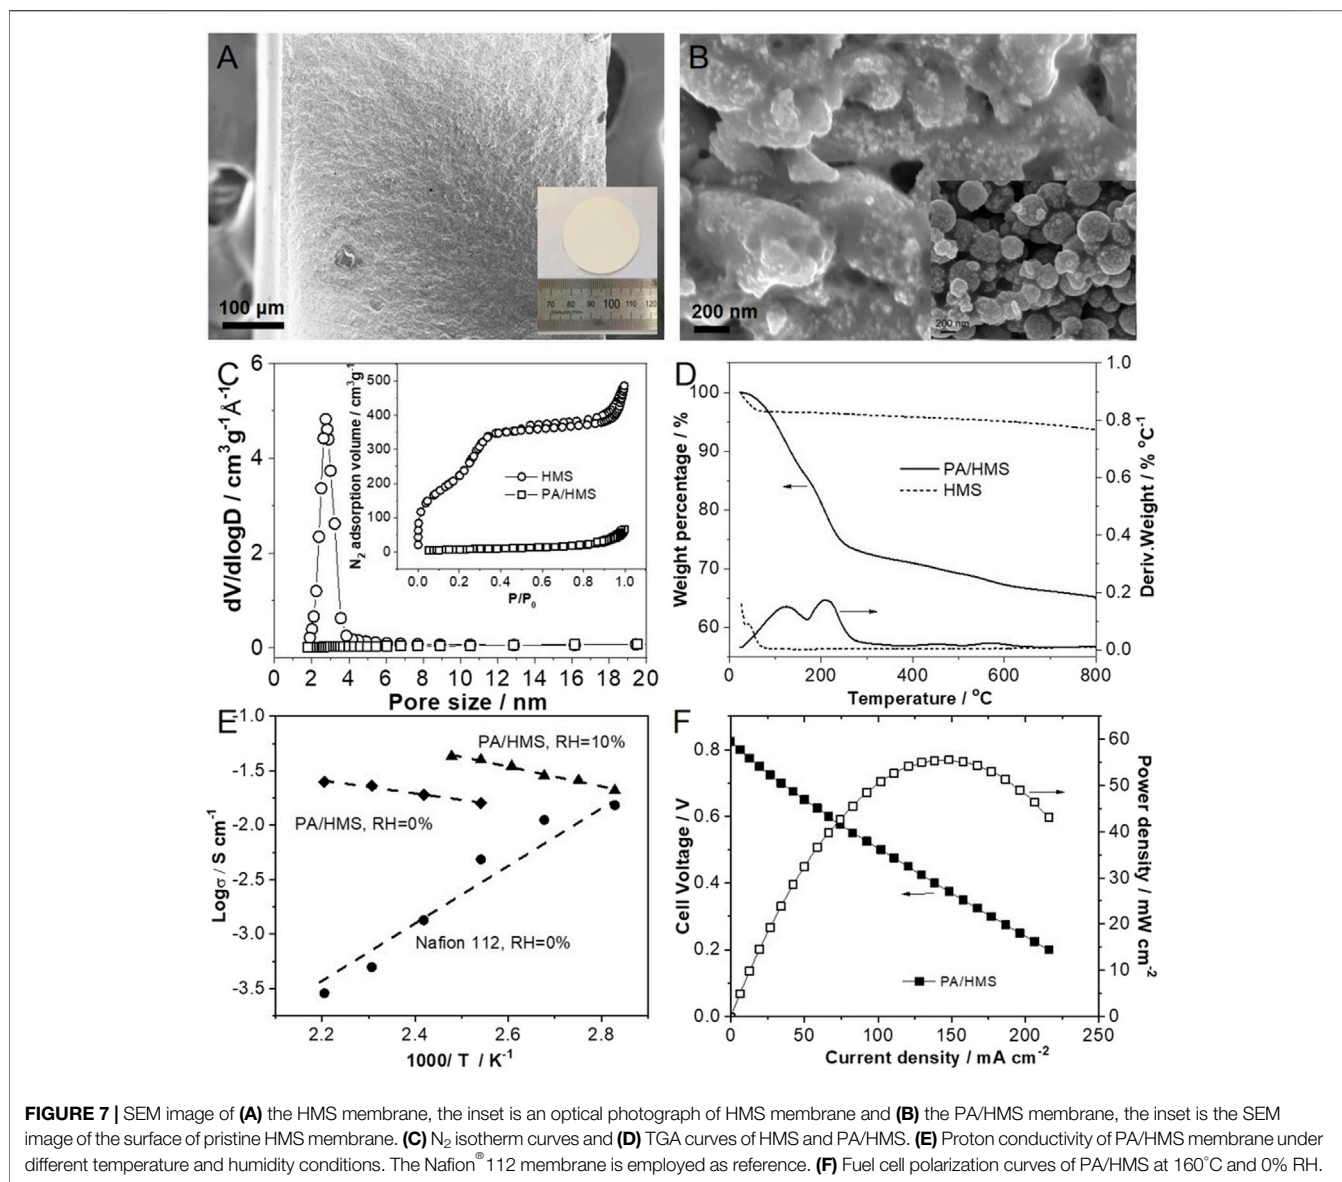 A
100 µm
70 80 90 100 110 120
B
200 nm
200 nm
C
dV/dlogD / cm³g⁻¹Å⁻¹
6
4
2
0
0 2 4 6 8 10 12 14 16 18 20
Pore size / nm
N₂ adsorption volume / cm³g⁻¹
500
400
300
200
100
0
0.0 0.2 0.4 0.6 0.8 1.0
P/P₀
HMS
PA/HMS
D
Weight percentage / %
100
95
90
85
80
75
70
65
60
0 200 400 600 800
Temperature / °C
1.0
0.8
0.6
0.4
0.2
0.0
Deriv.Weight / % °C⁻¹
PA/HMS
HMS
E
Logσ / S cm⁻¹
-1.0
-1.5
-2.0
-2.5
-3.0
-3.5
2.2 2.3 2.4 2.5 2.6 2.7 2.8
1000/ T / K⁻¹
PA/HMS, RH=10%
PA/HMS, RH=0%
Nafion 112, RH=0%
F
Cell Voltage / V
0.8
0.6
0.4
0.2
0.0
0 50 100 150 200 250
Current density / mA cm⁻²
60
50
40
30
20
10
0
Power density / mW cm⁻²
PA/HMS
FIGURE 7 | SEM image of (A) the HMS membrane, the inset is an optical photograph of HMS membrane and (B) the PA/HMS membrane, the inset is the SEM
image of the surface of pristine HMS membrane. (C) N₂ isotherm curves and (D) TGA curves of HMS and PA/HMS. (E) Proton conductivity of PA/HMS membrane under
different temperature and humidity conditions. The Nafion®112 membrane is employed as reference. (F) Fuel cell polarization curves of PA/HMS at 160°C and 0% RH.